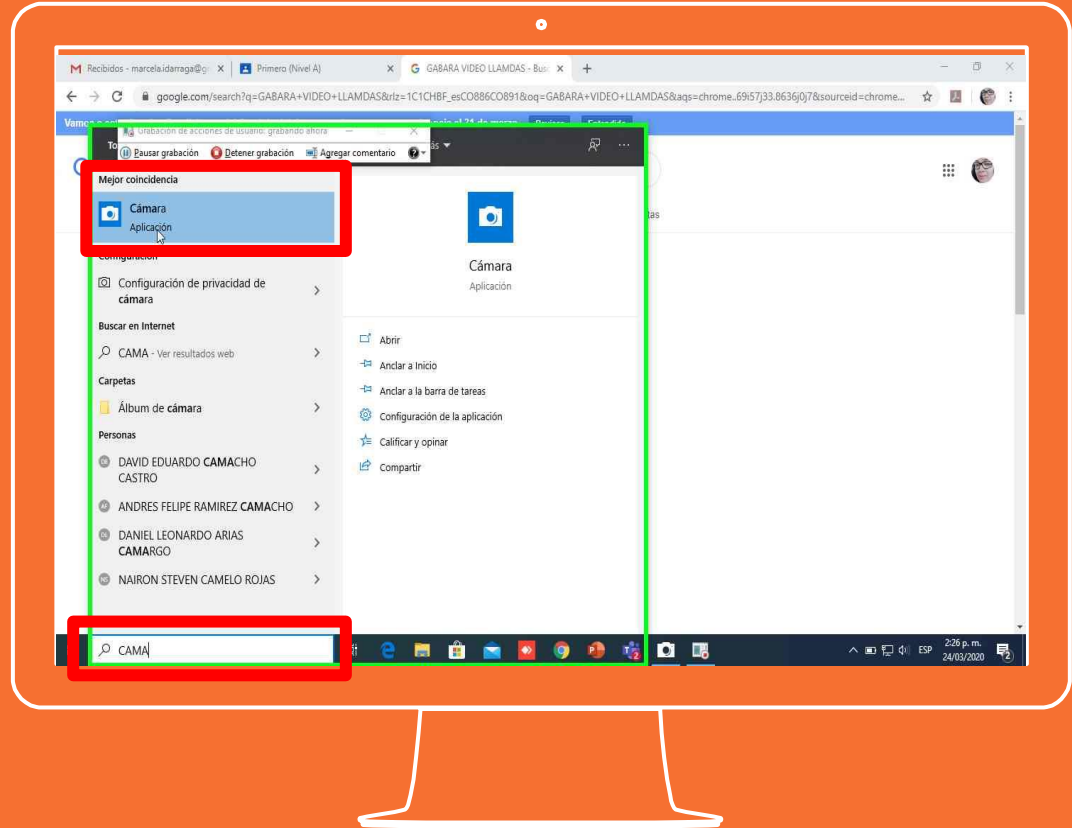 Recibidos - marcela.idarraga@g
Primero (Nivel A)
GABARA VIDEO LLAMDAS - Bus
google.com/search?q=GABARA+VIDEO+LLAMDAS&rlz=1C1CHBF_esCO886CO891&oq=GABARA+VIDEO+LLAMDAS&aqs=chrome..69i57j33.8636j0j7&sourceid=chrome...
Grabación de acciones de usuario: grabando ahora
Pausar grabación Detener grabación Agregar comentario
Mejor coincidencia
Cámara
Aplicación
Configuración
Configuración de privacidad de
cámara
Buscar en Internet
CAMA - Ver resultados web
Carpetas
Álbum de cámara
Personas
DAVID EDUARDO CAMACHO
CASTRO
ANDRES FELIPE RAMIREZ CAMACHO
DANIEL LEONARDO ARIAS
CAMARGO
NAIRON STEVEN CAMELO ROJAS
Cámara
Aplicación
Abrir
Anclar a Inicio
Anclar a la barra de tareas
Configuración de la aplicación
Calificar y opinar
Compartir
CAMA
ESP
2:26 p. m.
24/03/2020